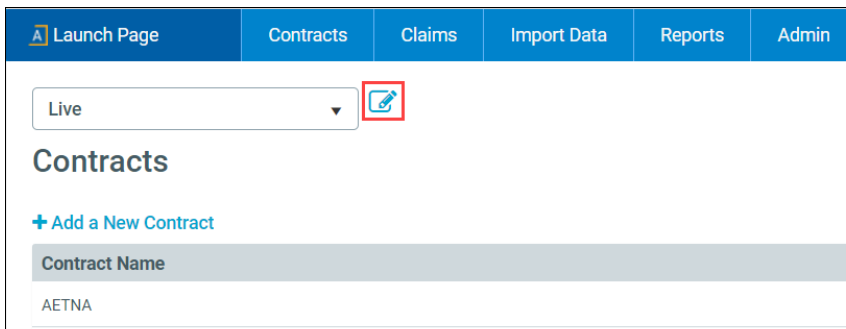 A Launch Page Contracts Claims Import Data Reports Admin
Live
Contracts
+ Add a New Contract
Contract Name
AETNA